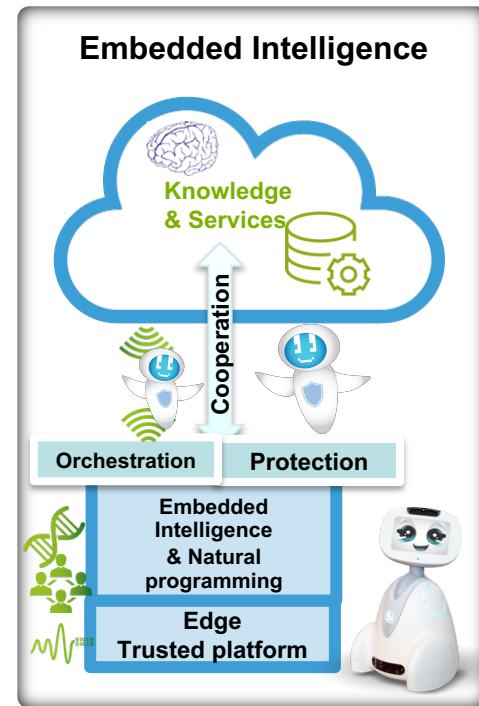 Embedded Intelligence
Knowledge
& Services
Cooperation
Orchestration
Protection
Embedded
Intelligence
& Natural
programming
Edge
Trusted platform